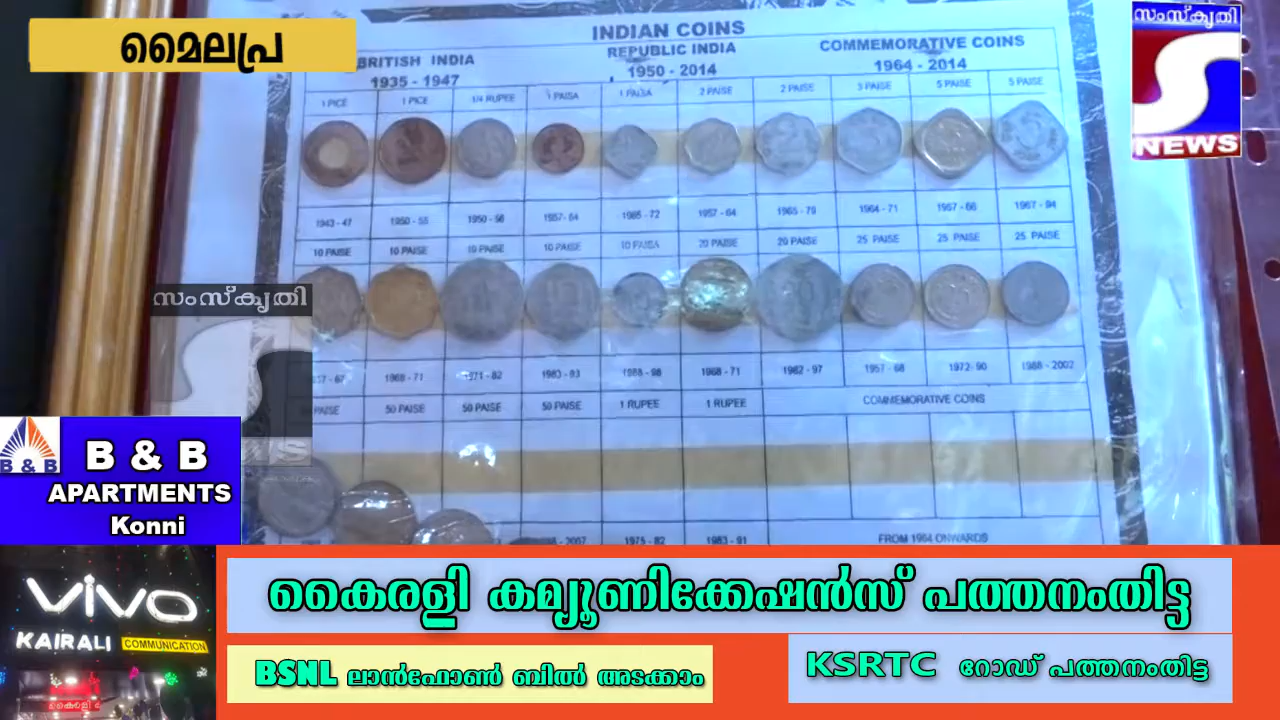 മൈലപ്ര
സംസ്കൃതി
NEWS
INDIAN COINS
BRITISH INDIA
1935 - 1947
REPUBLIC INDIA
1950 - 2014
COMMEMORATIVE COINS
1964 - 2014
1 PICE 1 PICE 1/4 RUPEE 1 PAISA 1 PAISA 2 PAISE 2 PAISE 3 PAISE 5 PAISE 5 PAISE
1943 - 47 1950 - 55 1950 - 56 1957- 64 1965 - 72 1957 - 64 1965 - 79 1964 - 71 1957 - 66 1967 - 94
10 PAISE 10 PAISE 10 PAISE 10 PAISE 10 PAISA 20 PAISE 20 PAISE 25 PAISE 25 PAISE 25 PAISE
സംസ്കൃതി
1968 - 71 1971 - 82 1983 - 93 1988 - 98 1968 - 71 1982 - 97 1957 - 68 1972- 90 1988 - 2002
PAISE 50 PAISE 50 PAISE 50 PAISE 1 RUPEE 1 RUPEE COMMEMORATIVE COINS
2007 1975 - 82 1983 - 91 FROM 1964 ONWARDS
B & B
B & B
APARTMENTS
Konni
vivo
KAIRALI COMMUNICATION
കൈരളി കമ്യൂണിക്കേഷൻസ് പത്തനംതിട്ട
BSNL ലാൻഫോൺ ബിൽ അടക്കാം
KSRTC റോഡ് പത്തനംതിട്ട